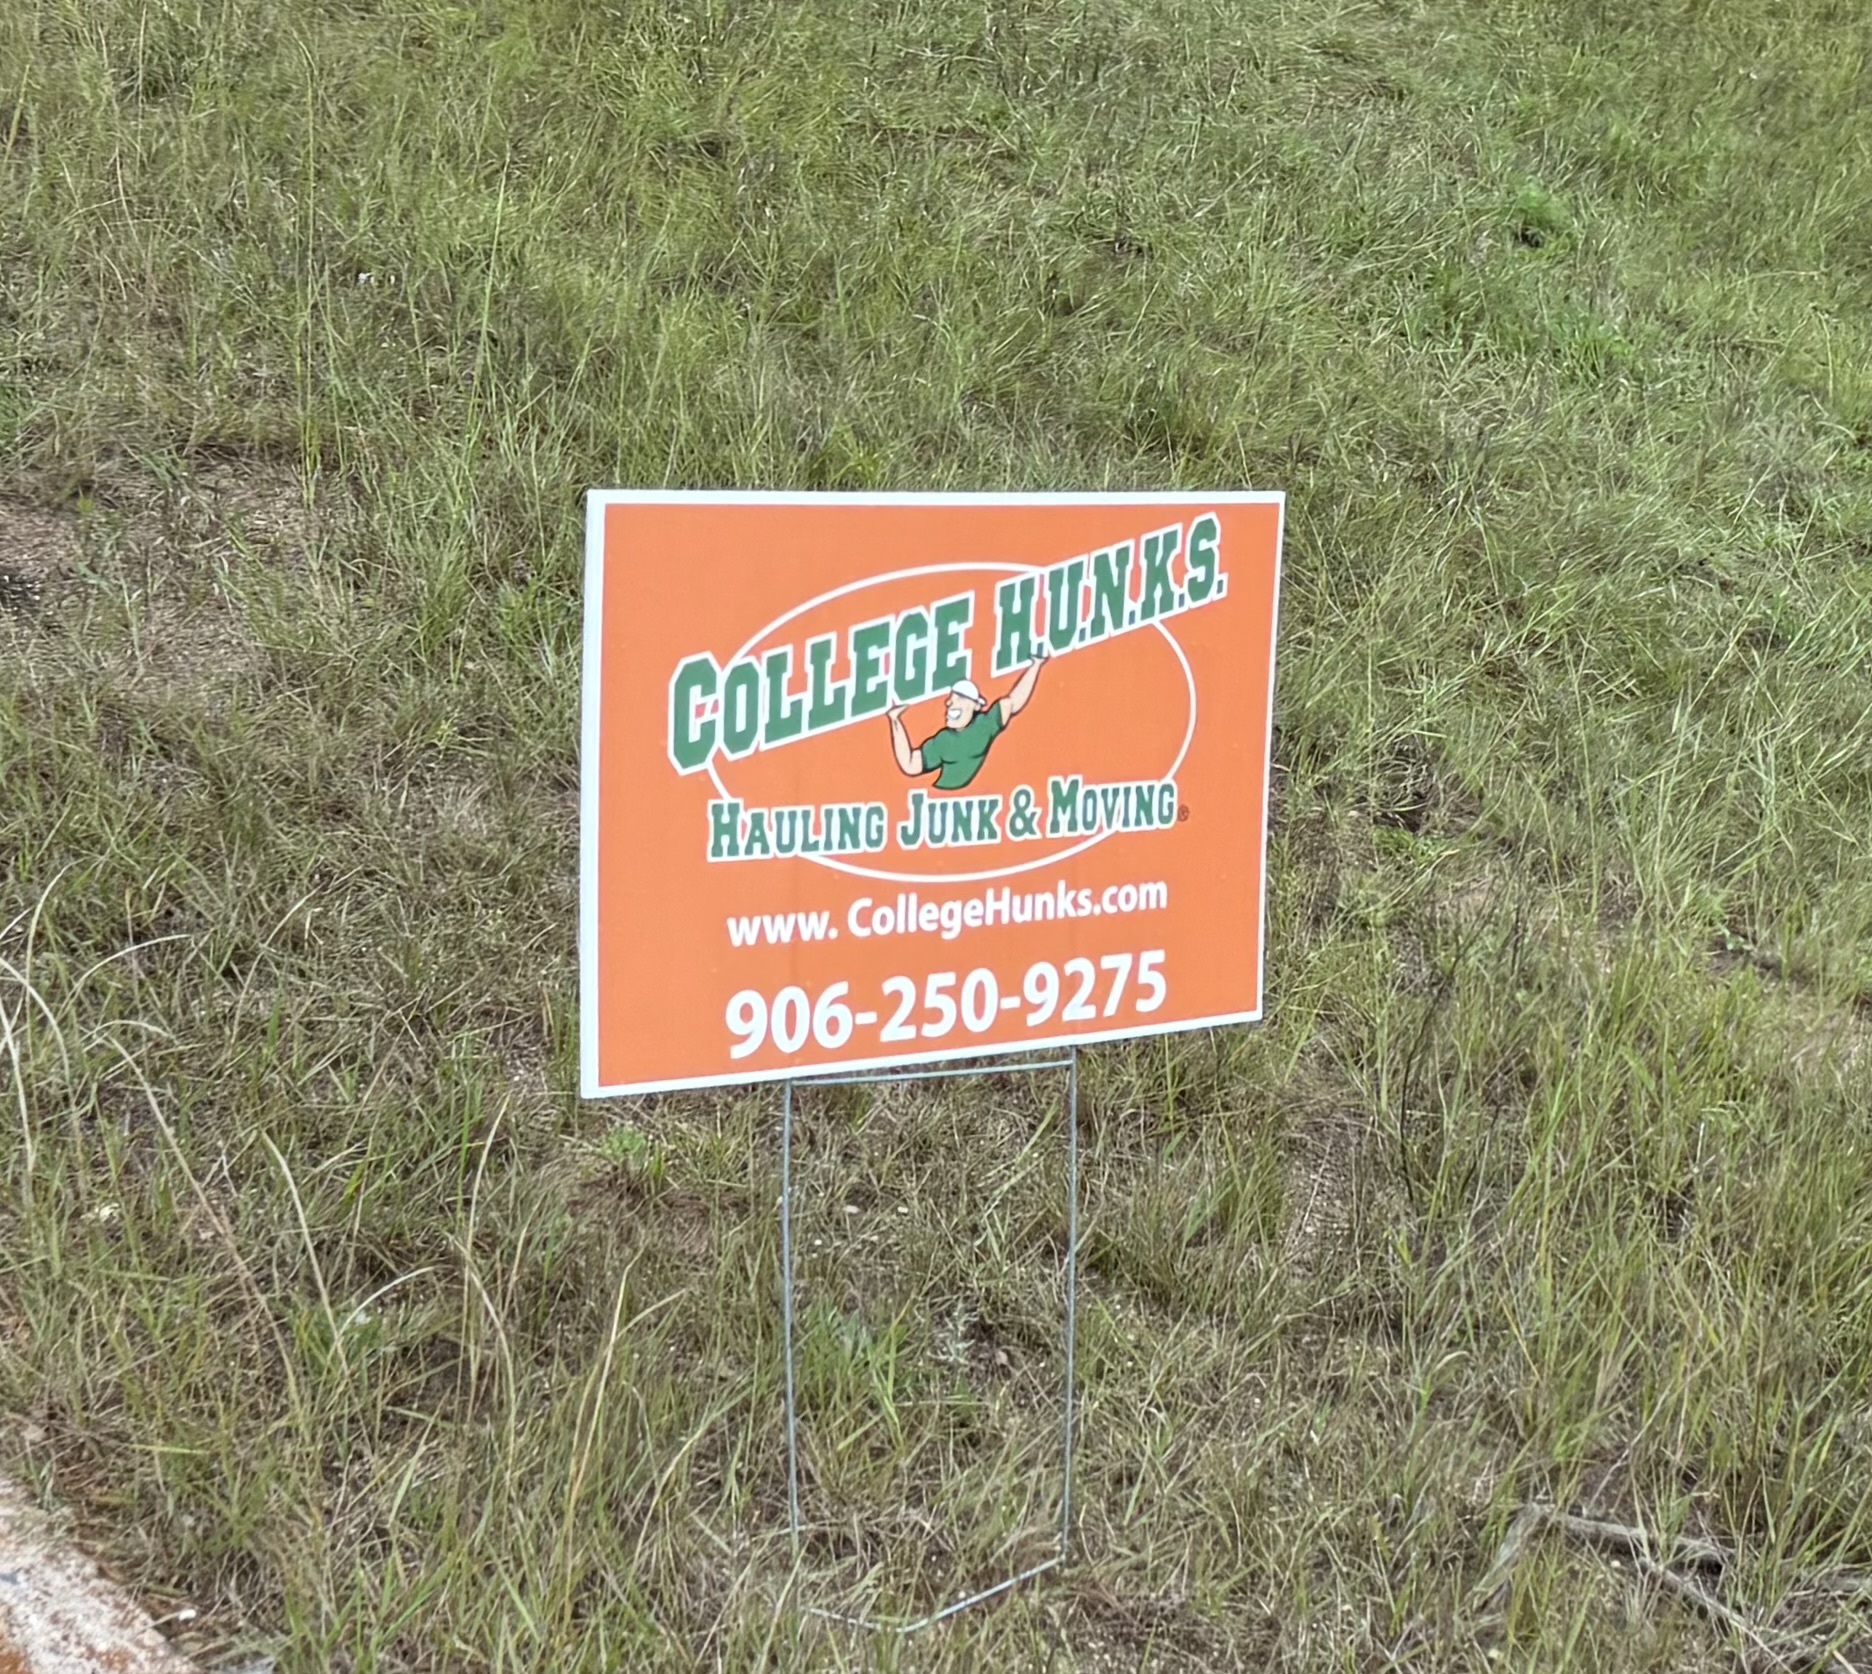 COLLEGE H.U.N.K.S.
HAULING JUNK & MOVING®
www. CollegeHunks.com
906-250-9275